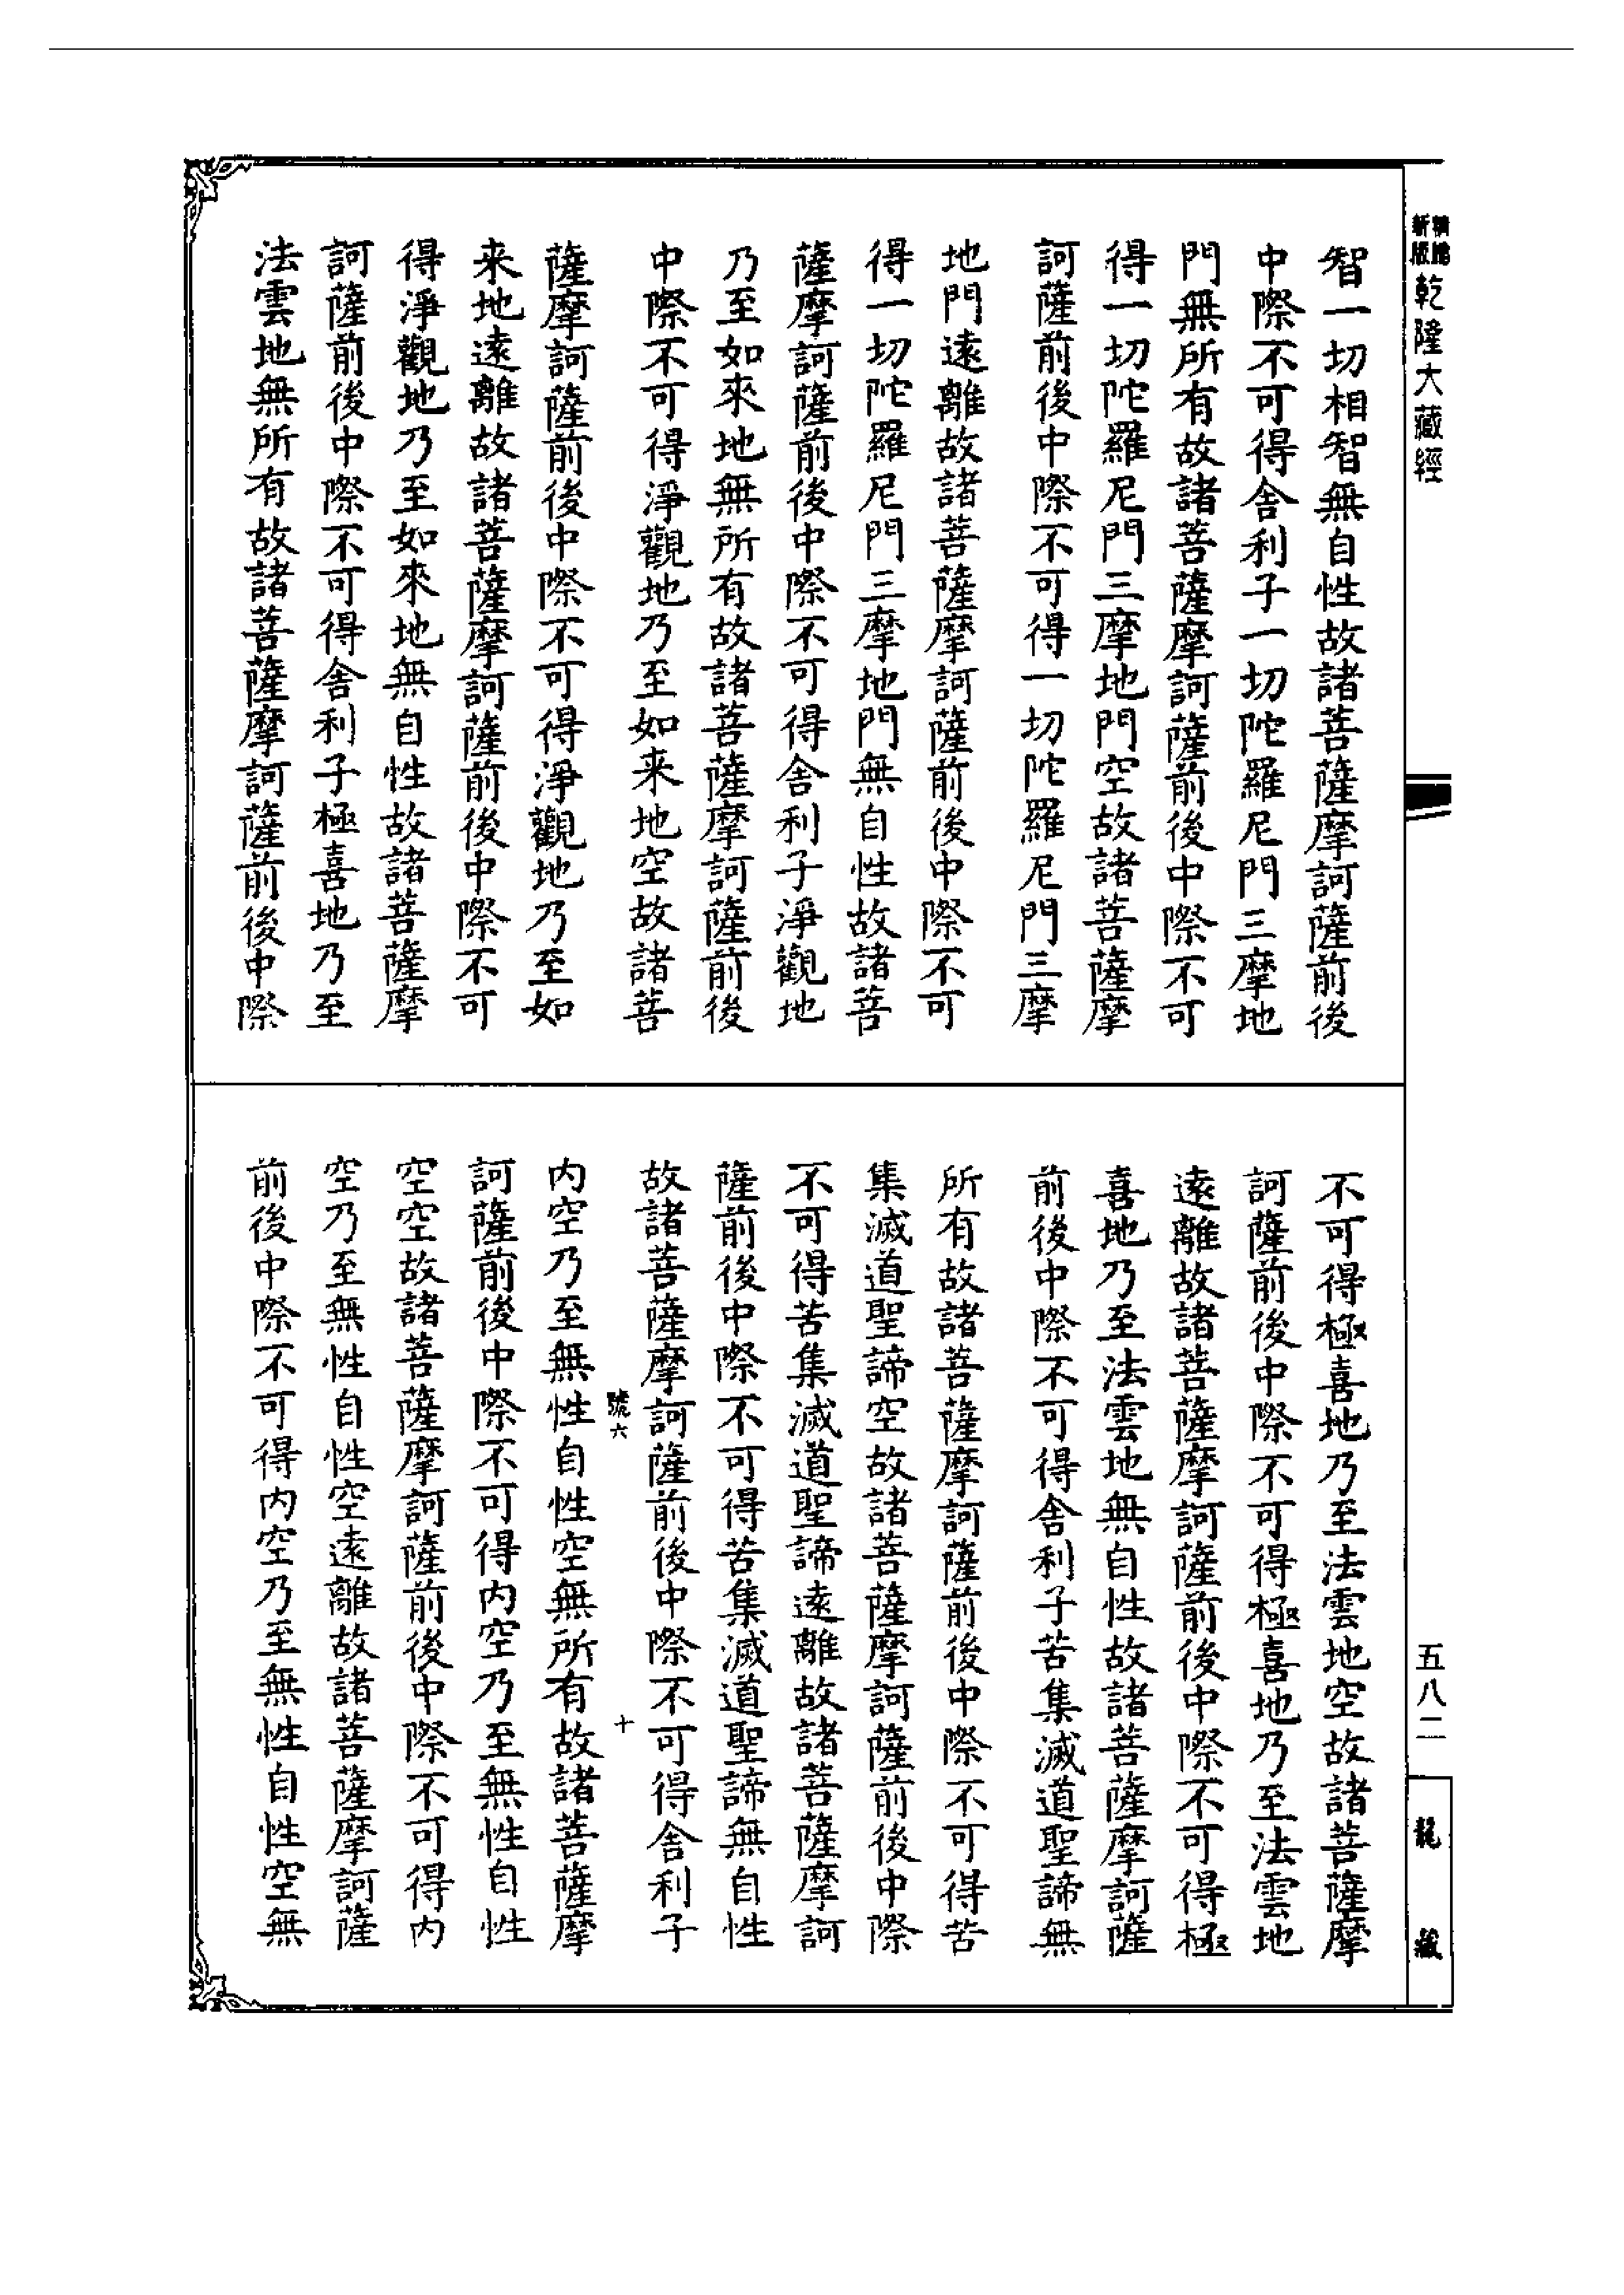 新版
精縮
乾隆大藏經
智一切相智無自性故諸菩薩摩訶薩前後
中際不可得舍利子一切陀羅尼門三摩地
門無所有故諸菩薩摩訶薩前後中際不可
得一切陀羅尼門三摩地門空故諸菩薩摩
訶薩前後中際不可得一切陀羅尼門三摩
地門遠離故諸菩薩摩訶薩前後中際不可
得一切陀羅尼門三摩地門無自性故諸菩
薩摩訶薩前後中際不可得舍利子淨觀地
乃至如來地無所有故諸菩薩摩訶薩前後
中際不可得淨觀地乃至如来地空故諸菩
薩摩訶薩前後中際不可得淨觀地乃至如
来地遠離故諸菩薩摩訶薩前後中際不可
得淨觀地乃至如來地無自性故諸菩薩摩
訶薩前後中際不可得舍利子極喜地乃至
法雲地無所有故諸菩薩摩訶薩前後中際
不可得極喜地乃至法雲地空故諸菩薩摩
訶薩前後中際不可得極喜地乃至法雲地
遠離故諸菩薩摩訶薩前後中際不可得極
喜地乃至法雲地無自性故諸菩薩摩訶薩
前後中際不可得舍利子苦集滅道聖諦無
所有故諸菩薩摩訶薩前後中際不可得苦
集滅道聖諦空故諸菩薩摩訶薩前後中際
不可得苦集滅道聖諦遠離故諸菩薩摩訶
薩前後中際不可得苦集滅道聖諦無自性
故諸菩薩摩訶薩前後中際不可得舍利子
號六 十
内空乃至無性自性空無所有故諸菩薩摩
訶薩前後中際不可得内空乃至無性自性
空空故諸菩薩摩訶薩前後中際不可得内
空乃至無性自性空遠離故諸菩薩摩訶薩
前後中際不可得内空乃至無性自性空無
五八二
龍藏